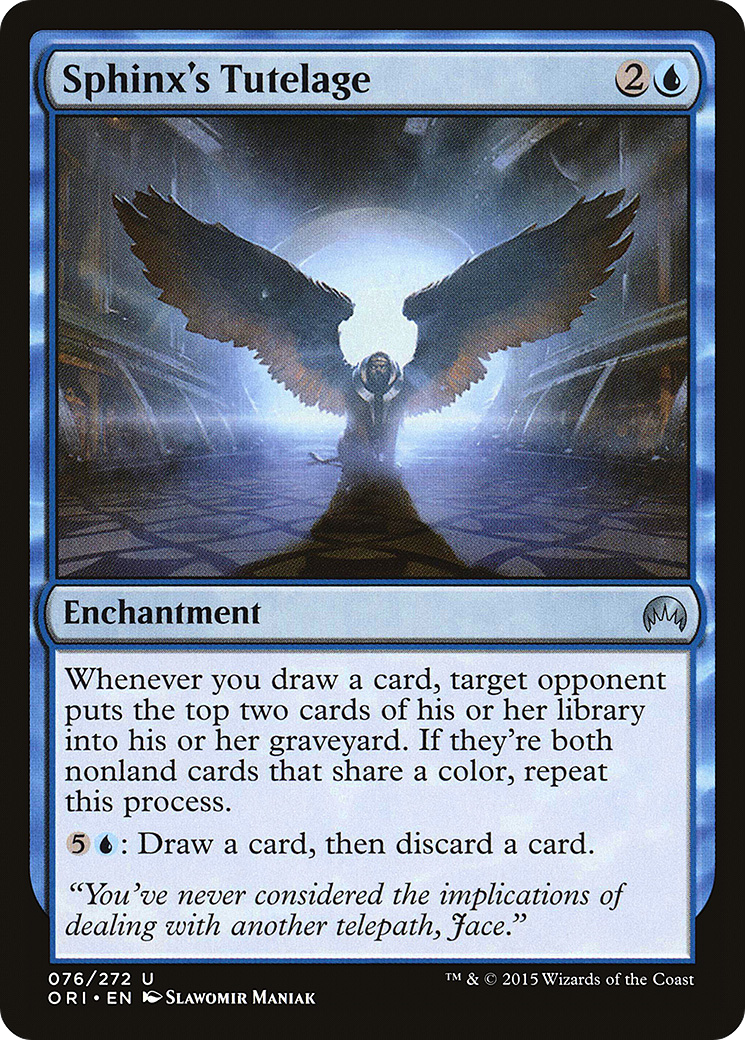 Sphinx's Tutelage 2
Enchantment
Whenever you draw a card, target opponent
puts the top two cards of his or her library
into his or her graveyard. If they're both
nonland cards that share a color, repeat
this process.
5: Draw a card, then discard a card.
“You've never considered the implications of
dealing with another telepath, Jace.”
076/272 U
ORI • EN Slawomir Maniak
™ & © 2015 Wizards of the Coast